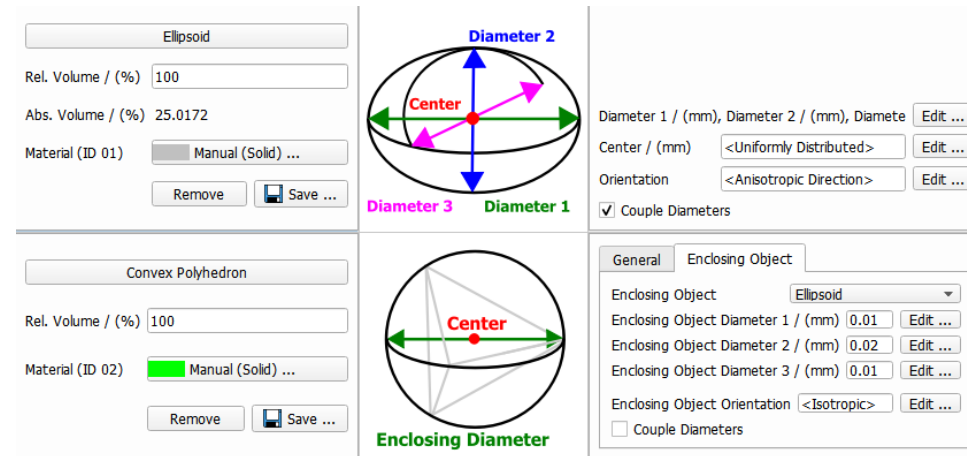 Ellipsoid
Rel. Volume / (%) 100
Abs. Volume / (%) 25.0172
Material (ID 01) Manual (Solid) ...
Remove Save ...
Diameter 2
Center
Diameter 3 Diameter 1
Diameter 1 / (mm), Diameter 2 / (mm), Diamete Edit ...
Center / (mm) <Uniformly Distributed> Edit ...
Orientation <Anisotropic Direction> Edit ...
Couple Diameters
Convex Polyhedron
Rel. Volume / (%) 100
Material (ID 02) Manual (Solid) ...
Remove Save ...
Center
Enclosing Diameter
General Enclosing Object
Enclosing Object Ellipsoid
Enclosing Object Diameter 1 / (mm) 0.01 Edit ...
Enclosing Object Diameter 2 / (mm) 0.02 Edit ...
Enclosing Object Diameter 3 / (mm) 0.01 Edit ...
Enclosing Object Orientation <Isotropic> Edit ...
Couple Diameters